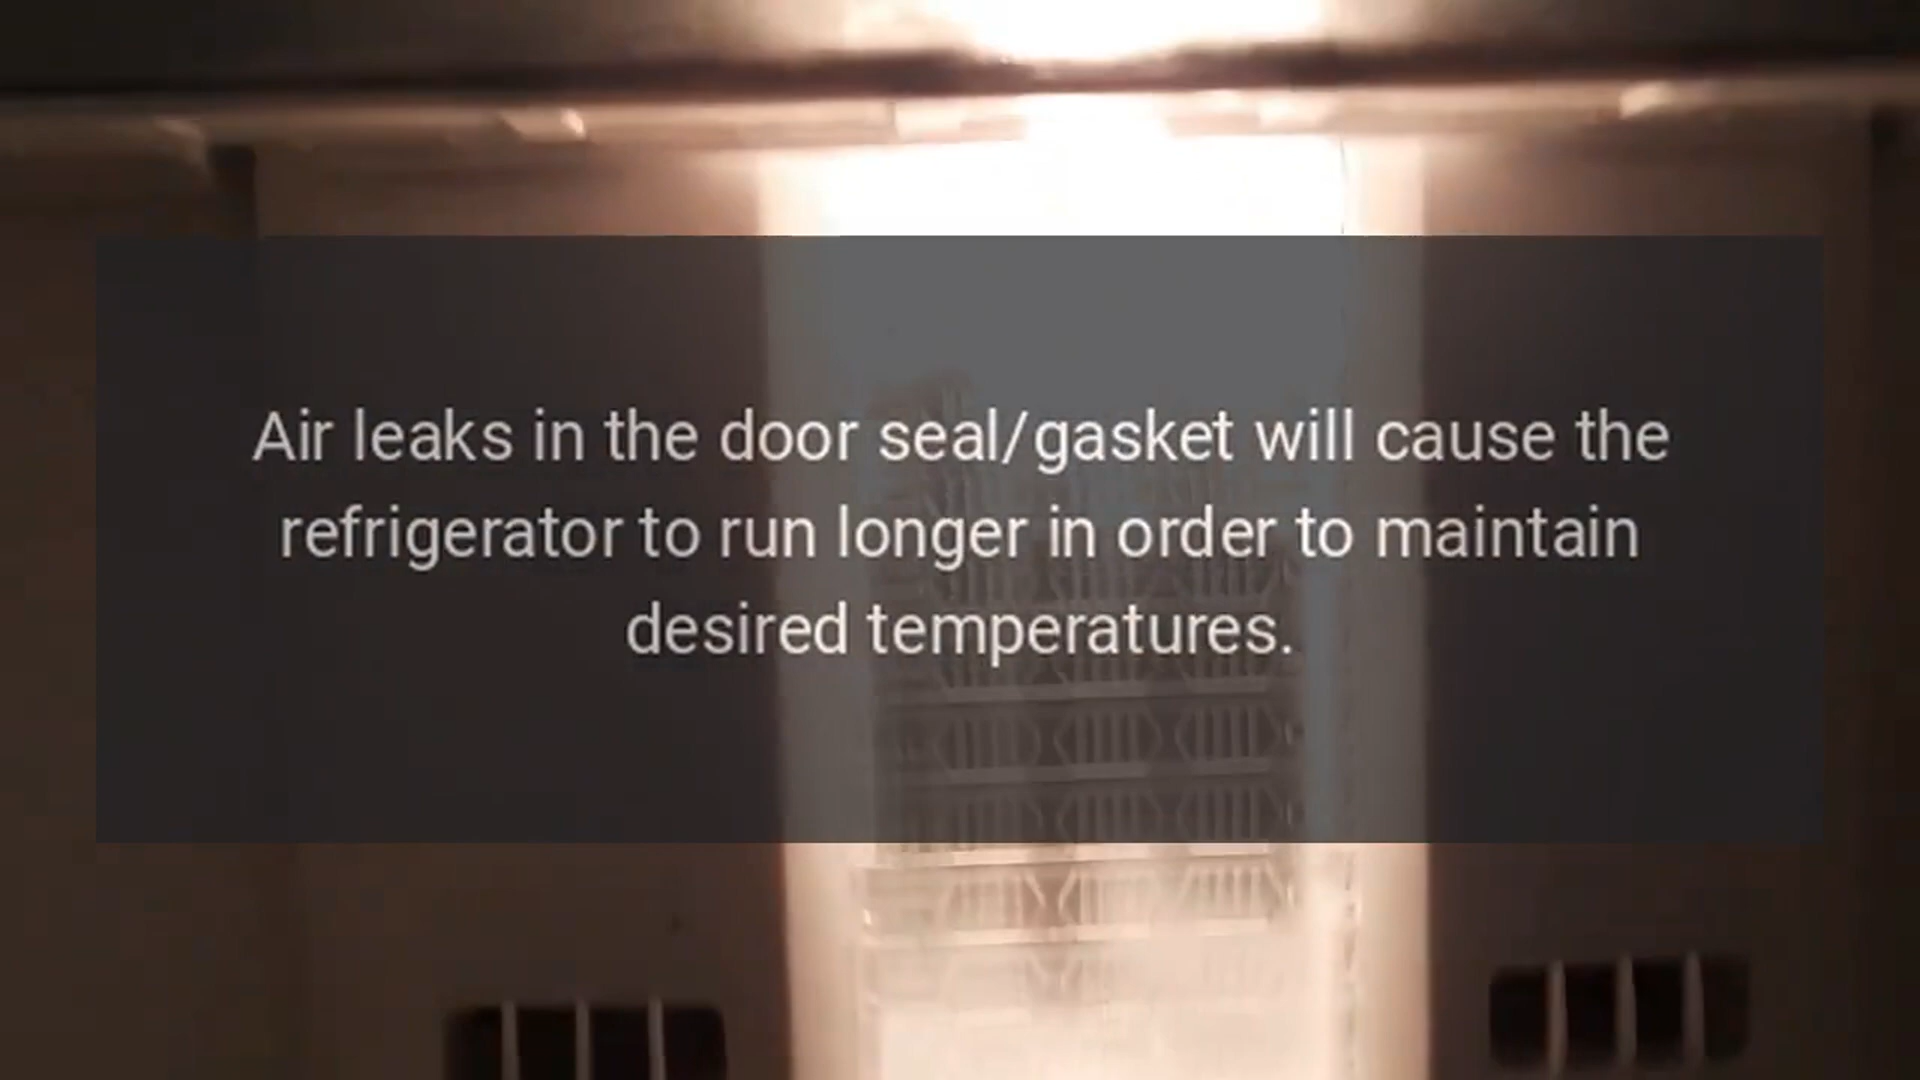 Air leaks in the door seal/gasket will cause the
refrigerator to run longer in order to maintain
desired temperatures.